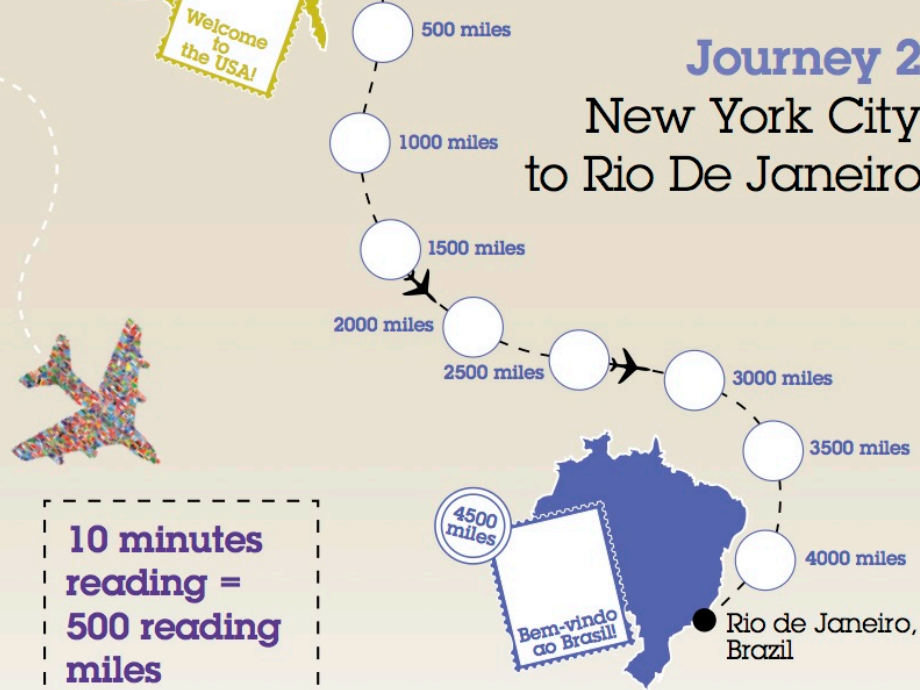 Welcome
to
the USA!
500 miles
Journey 2
New York City
to Rio De Janeiro
1000 miles
1500 miles
2000 miles
2500 miles
3000 miles
3500 miles
4000 miles
4500
miles
Bem-vindo
ao Brasil!
Rio de Janeiro,
Brazil
10 minutes
reading =
500 reading
miles